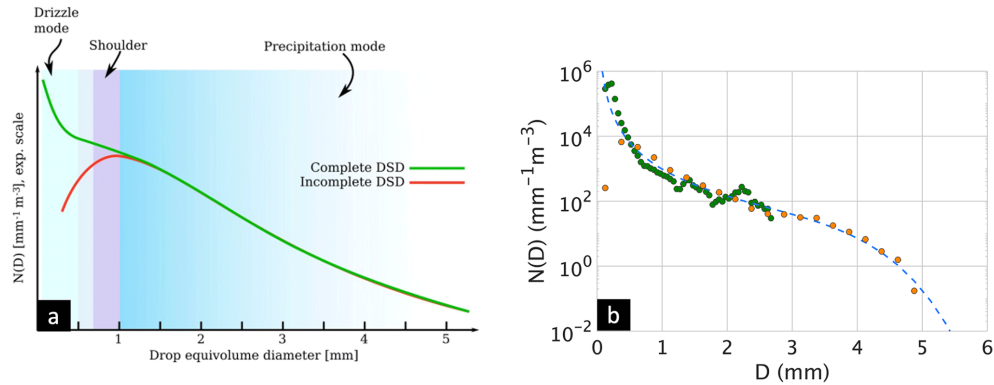 Drizzle
mode
Shoulder
Precipitation mode
N(D) [mm⁻¹ m⁻³], exp. scale
Complete DSD
Incomplete DSD
a
1 2 3 4 5
Drop equivolume diameter [mm]
N(D) (mm⁻¹m⁻³)
10⁶
10⁴
10²
10⁰
10⁻²
b
0 1 2 3 4 5 6
D (mm)